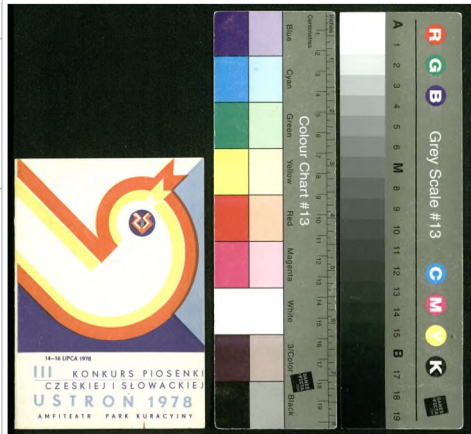 14-16 LIPCA 1978
III KONKURS PIOSENKI
CZESKIEJ I SŁOWACKIEJ
USTROŃ 1978
AMFITEATR PARK KURACYJNY
Inches
Centimetres
Blue
Cyan
Green
Yellow
Red
Magenta
White
3/Color
Black
Colour Chart #13
R G B
Grey Scale #13
C M Y K
A 1 2 3 4 5 6 M 8 9 10 11 12 13 14 15 B 17 18 19